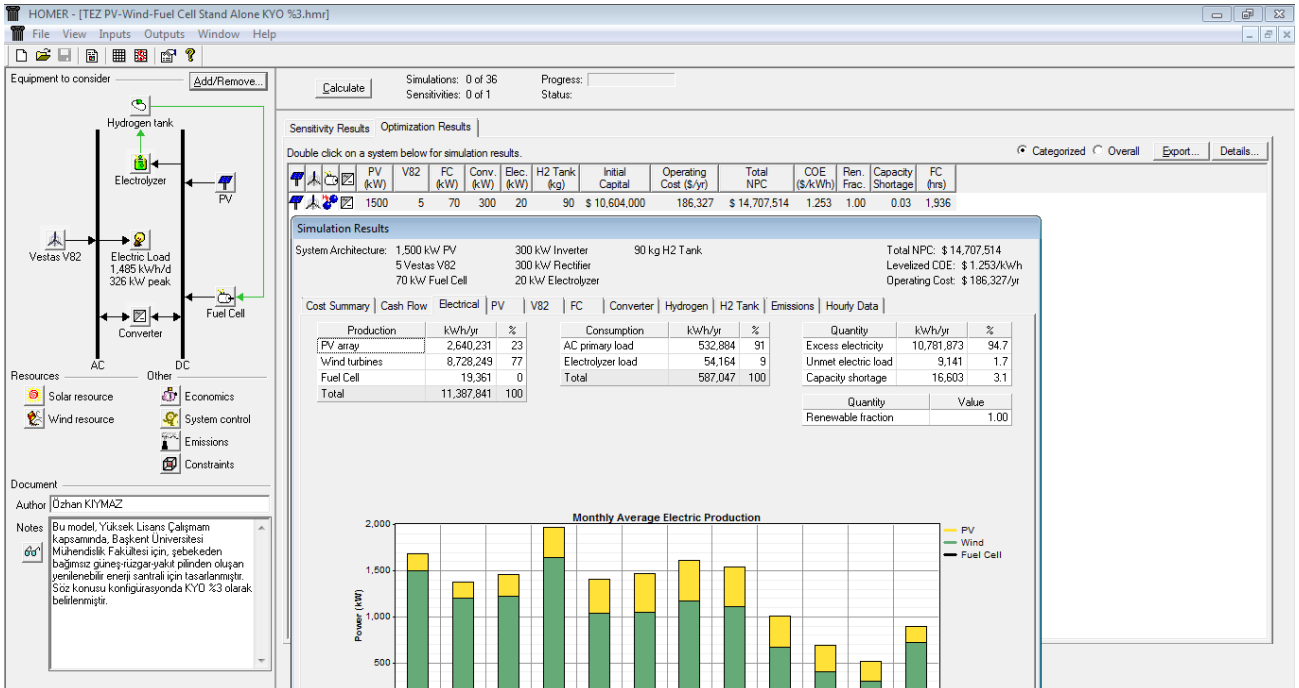 HOMER - [TEZ PV-Wind-Fuel Cell Stand Alone KYO %3.hmr]
File View Inputs Outputs Window Help
Equipment to consider
Add/Remove...
Hydrogen tank
Electrolyzer
PV
Vestas V82
Electric Load
1,485 kWh/d
326 kW peak
Fuel Cell
Converter
AC
DC
Resources
Other
Solar resource
Economics
Wind resource
System control
Emissions
Constraints
Document
Author
Özhan KIYMAZ
Notes
Bu model, Yüksek Lisans Çalışmam
kapsamında, Başkent Üniversitesi
Mühendislik Fakültesi için, şebekeden
bağımsız güneş-rüzgar-yakıt pilinden oluşan
yenilenebilir enerji santrali için tasarlanmıştır.
Söz konusu konfigürasyonda KYO %3 olarak
belirlenmiştir.
Calculate
Simulations: 0 of 36
Progress:
Sensitivities: 0 of 1
Status:
Sensitivity Results
Optimization Results
Double click on a system below for simulation results.
Categorized
Overall
Export...
Details...
PV (kW) V82 FC (kW) Conv. (kW) Elec. (kW) H2 Tank (kg) Initial Capital Operating Cost ($/yr) Total NPC COE ($/kWh) Ren. Frac. Capacity Shortage FC (hrs)
1500 5 70 300 20 90 $ 10,604,000 186,327 $ 14,707,514 1.253 1.00 0.03 1,936
Simulation Results
System Architecture: 1,500 kW PV 300 kW Inverter 90 kg H2 Tank Total NPC: $ 14,707,514
5 Vestas V82 300 kW Rectifier Levelized COE: $ 1.253/kWh
70 kW Fuel Cell 20 kW Electrolyzer Operating Cost: $ 186,327/yr
Cost Summary Cash Flow Electrical PV V82 FC Converter Hydrogen H2 Tank Emissions Hourly Data
Production kWh/yr %
PV array 2,640,231 23
Wind turbines 8,728,249 77
Fuel Cell 19,361 0
Total 11,387,841 100
Consumption kWh/yr %
AC primary load 532,884 91
Electrolyzer load 54,164 9
Total 587,047 100
Quantity kWh/yr %
Excess electricity 10,781,873 94.7
Unmet electric load 9,141 1.7
Capacity shortage 16,603 3.1
Quantity Value
Renewable fraction 1.00
Monthly Average Electric Production
Power (kW)
2,000
1,500
1,000
500
PV
Wind
Fuel Cell